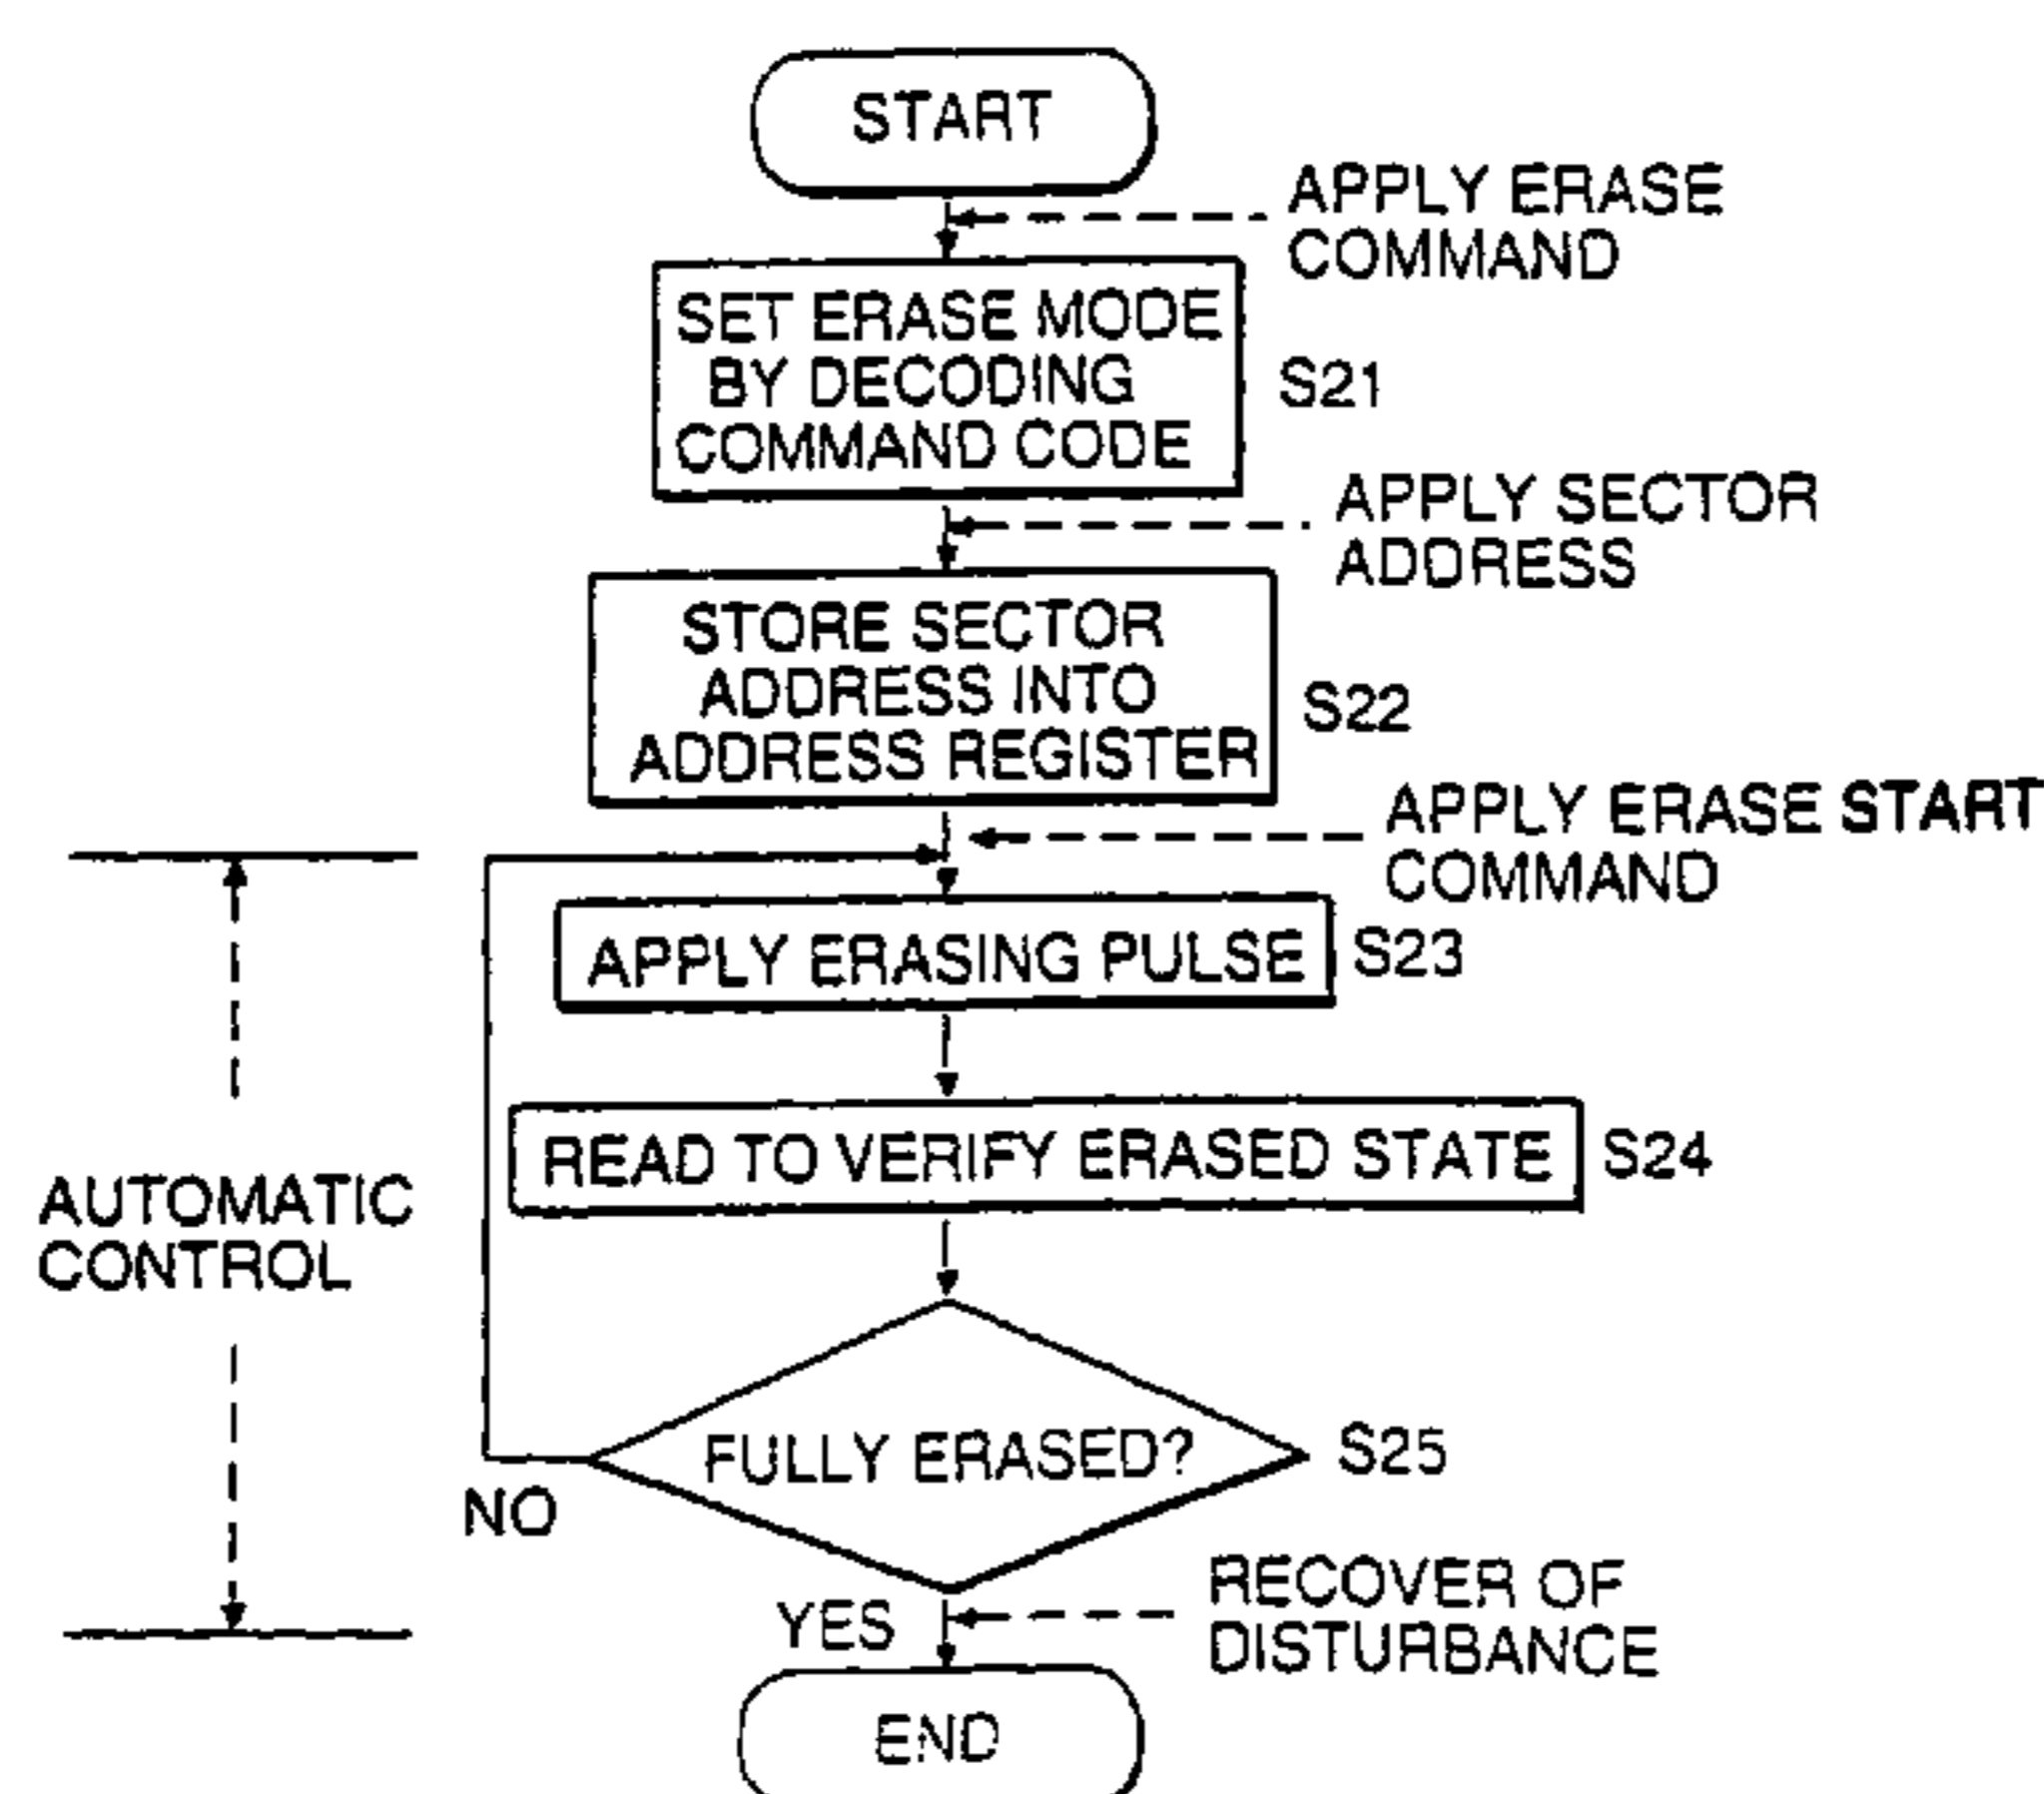 START
APPLY ERASE
COMMAND
SET ERASE MODE
BY DECODING
COMMAND CODE
S21
APPLY SECTOR
ADDRESS
STORE SECTOR
ADDRESS INTO
ADDRESS REGISTER
S22
APPLY ERASE START
COMMAND
APPLY ERASING PULSE
S23
READ TO VERIFY ERASED STATE
S24
AUTOMATIC
CONTROL
FULLY ERASED?
S25
NO
YES
RECOVER OF
DISTURBANCE
END